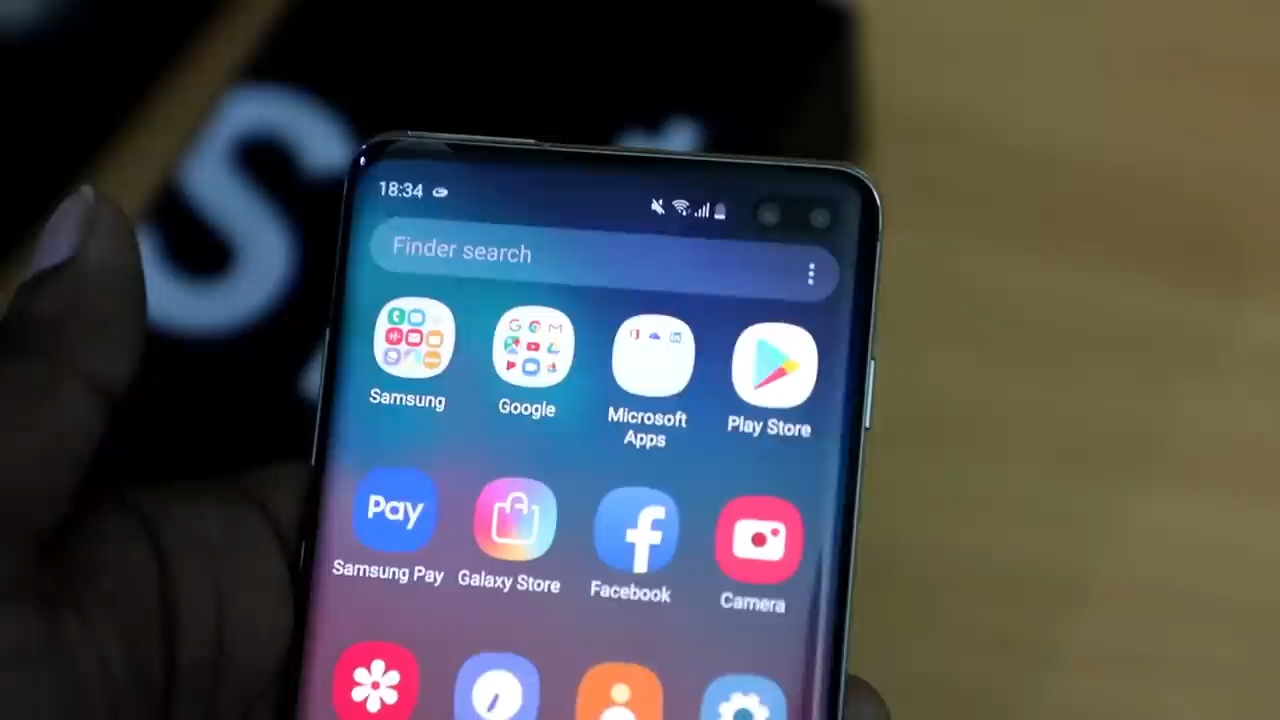 S
18:34
Finder search
Samsung
Google
Microsoft
Apps
Play Store
Pay
Samsung Pay
Galaxy Store
Facebook
Camera